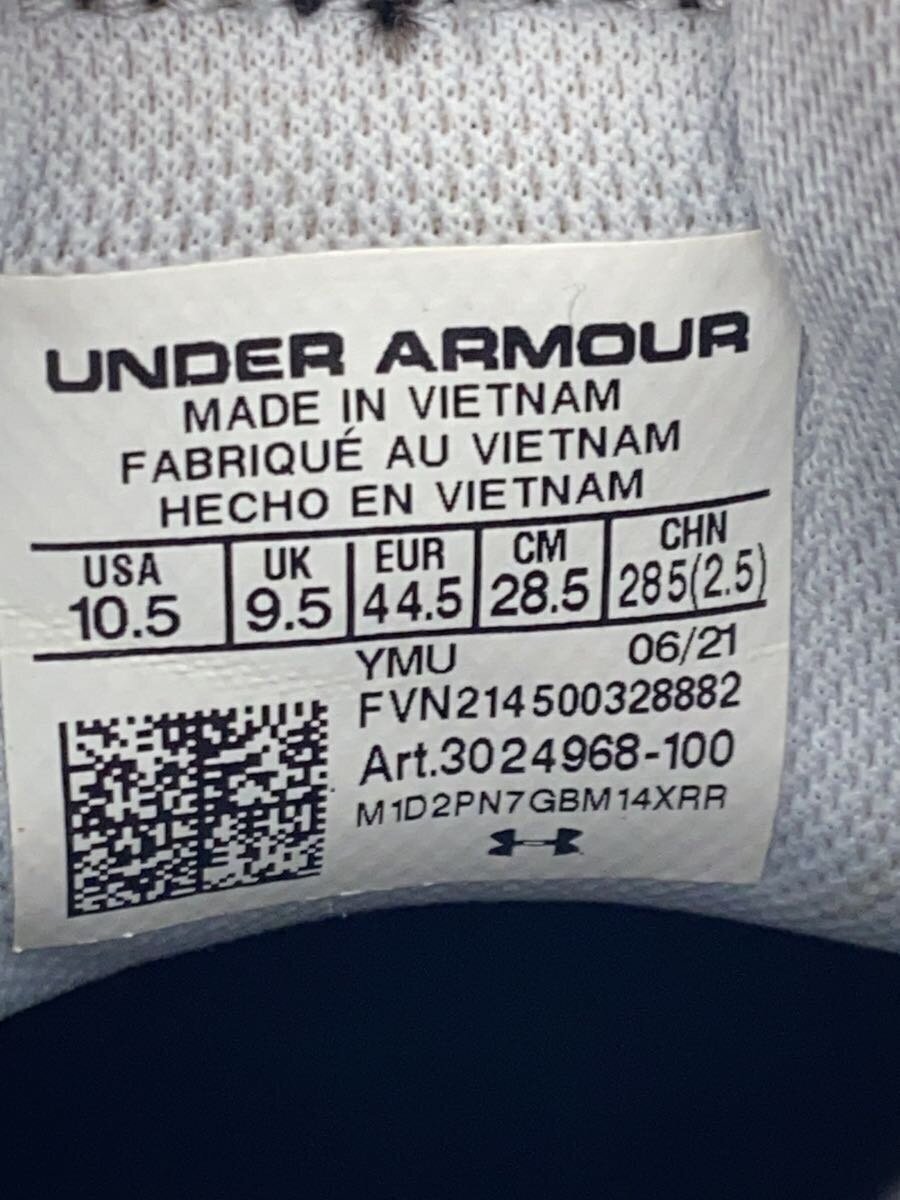 UNDER ARMOUR
MADE IN VIETNAM
FABRIQUÉ AU VIETNAM
HECHO EN VIETNAM
USA UK EUR CM CHN
10.5 9.5 44.5 28.5 285(2.5)
YMU 06/21
FVN214500328882
Art.3024968-100
M1D2PN7GBM14XRR